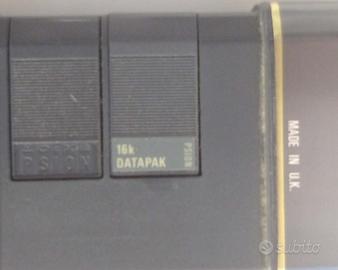 PSION
16k
DATAPAK
PSION
MADE IN U.K.
subito